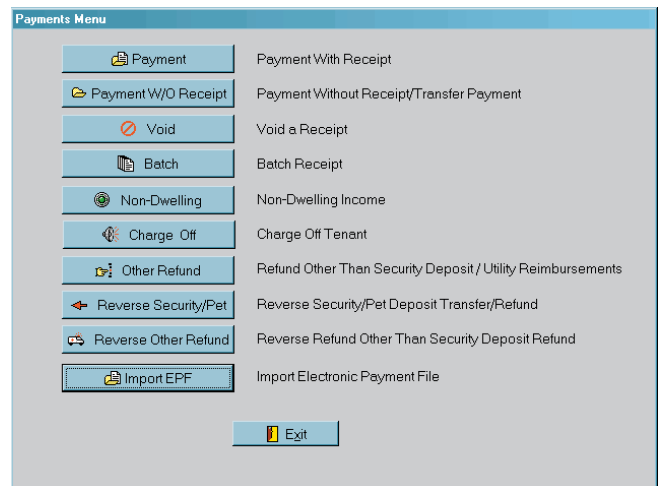 Payments Menu
Payment Payment With Receipt
Payment W/O Receipt Payment Without Receipt/Transfer Payment
Void Void a Receipt
Batch Batch Receipt
Non-Dwelling Non-Dwelling Income
Charge Off Charge Off Tenant
Other Refund Refund Other Than Security Deposit / Utility Reimbursements
Reverse Security/Pet Reverse Security/Pet Deposit Transfer/Refund
Reverse Other Refund Reverse Refund Other Than Security Deposit Refund
Import EPF Import Electronic Payment File
Exit